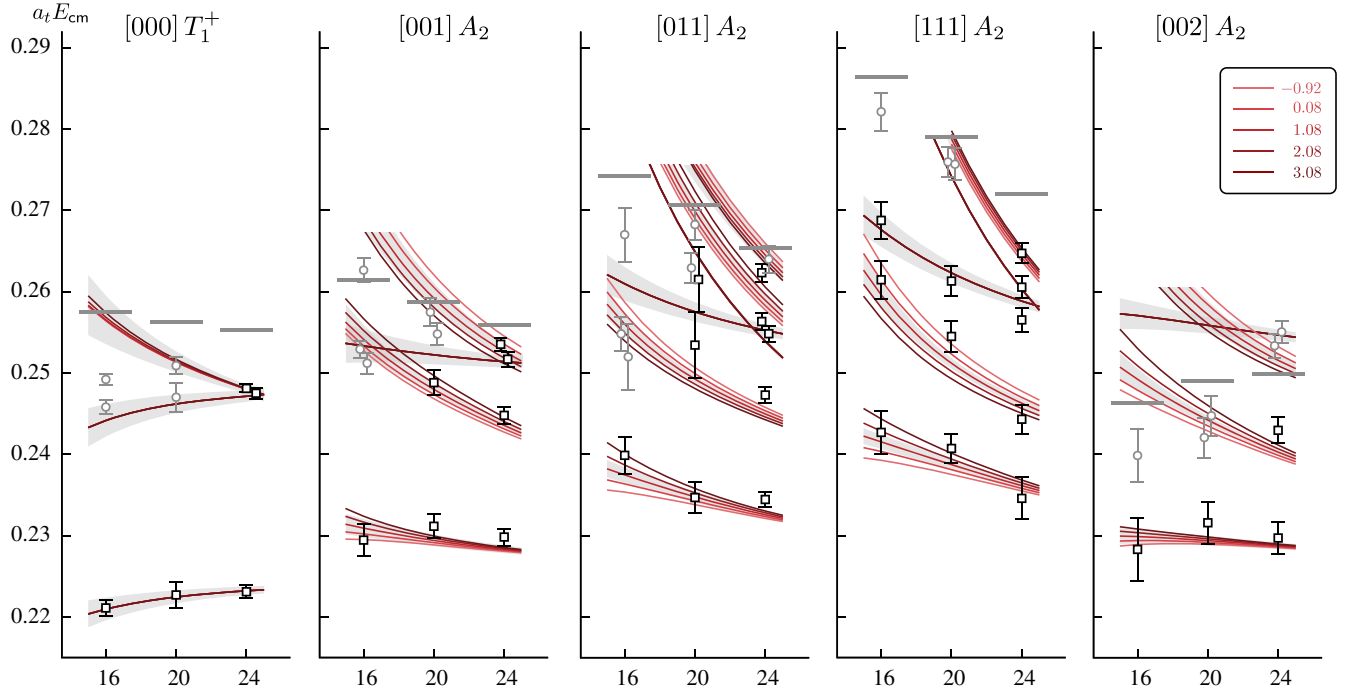 a_t E_cm
[000] T_1^+
[001] A_2
[011] A_2
[111] A_2
[002] A_2
0.29
0.28
0.27
0.26
0.25
0.24
0.23
0.22
−0.92
0.08
1.08
2.08
3.08
16 20 24 16 20 24 16 20 24 16 20 24 16 20 24